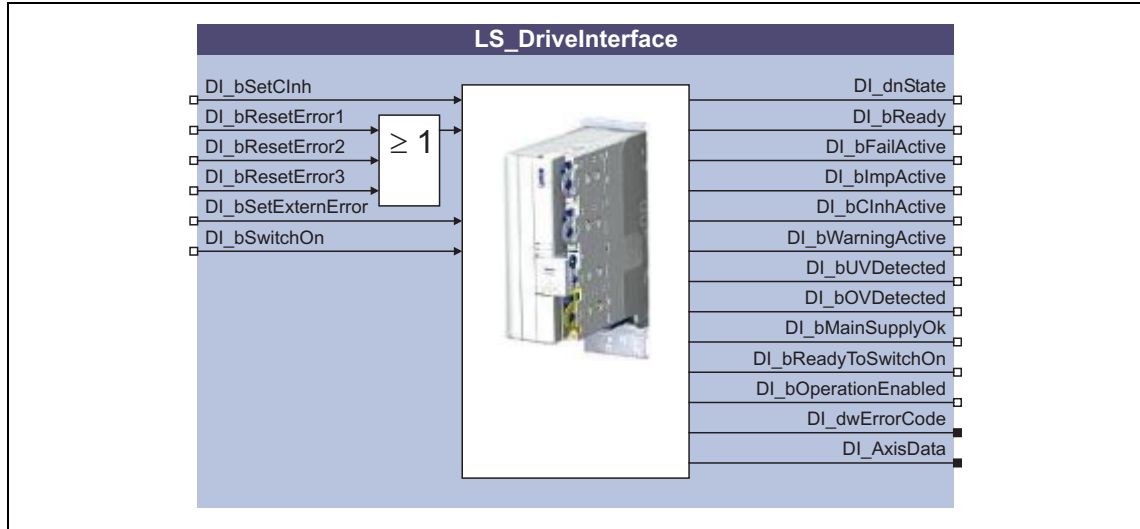 LS_DriveInterface
DI_bSetCInh
DI_bResetError1
DI_bResetError2
DI_bResetError3
DI_bSetExternError
DI_bSwitchOn
≥ 1
DI_dnState
DI_bReady
DI_bFailActive
DI_bImpActive
DI_bCInhActive
DI_bWarningActive
DI_bUVDetected
DI_bOVDetected
DI_bMainSupplyOk
DI_bReadyToSwitchOn
DI_bOperationEnabled
DI_dwErrorCode
DI_AxisData